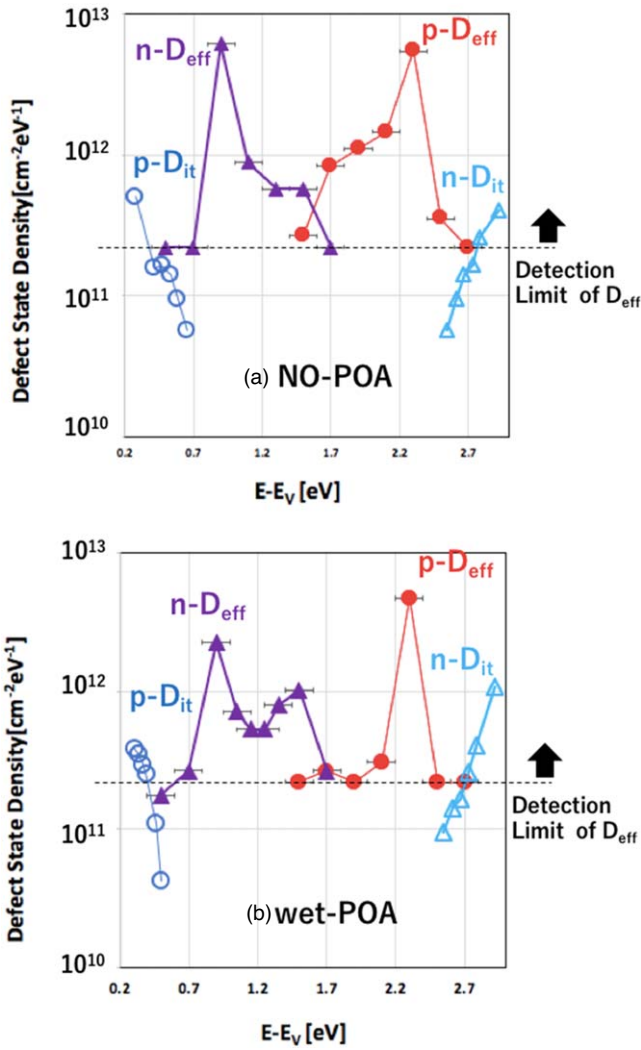 10¹³
n-D_eff
p-D_eff
10¹²
p-D_it
n-D_it
Defect State Density[cm⁻²eV⁻¹]
Detection
Limit of D_eff
10¹¹
(a) NO-POA
10¹⁰
0.2 0.7 1.2 1.7 2.2 2.7
E-E_V [eV]
10¹³
p-D_eff
n-D_eff
n-D_it
10¹²
p-D_it
Defect State Density[cm⁻²eV⁻¹]
Detection
Limit of D_eff
10¹¹
(b) wet-POA
10¹⁰
0.2 0.7 1.2 1.7 2.2 2.7
E-E_V [eV]